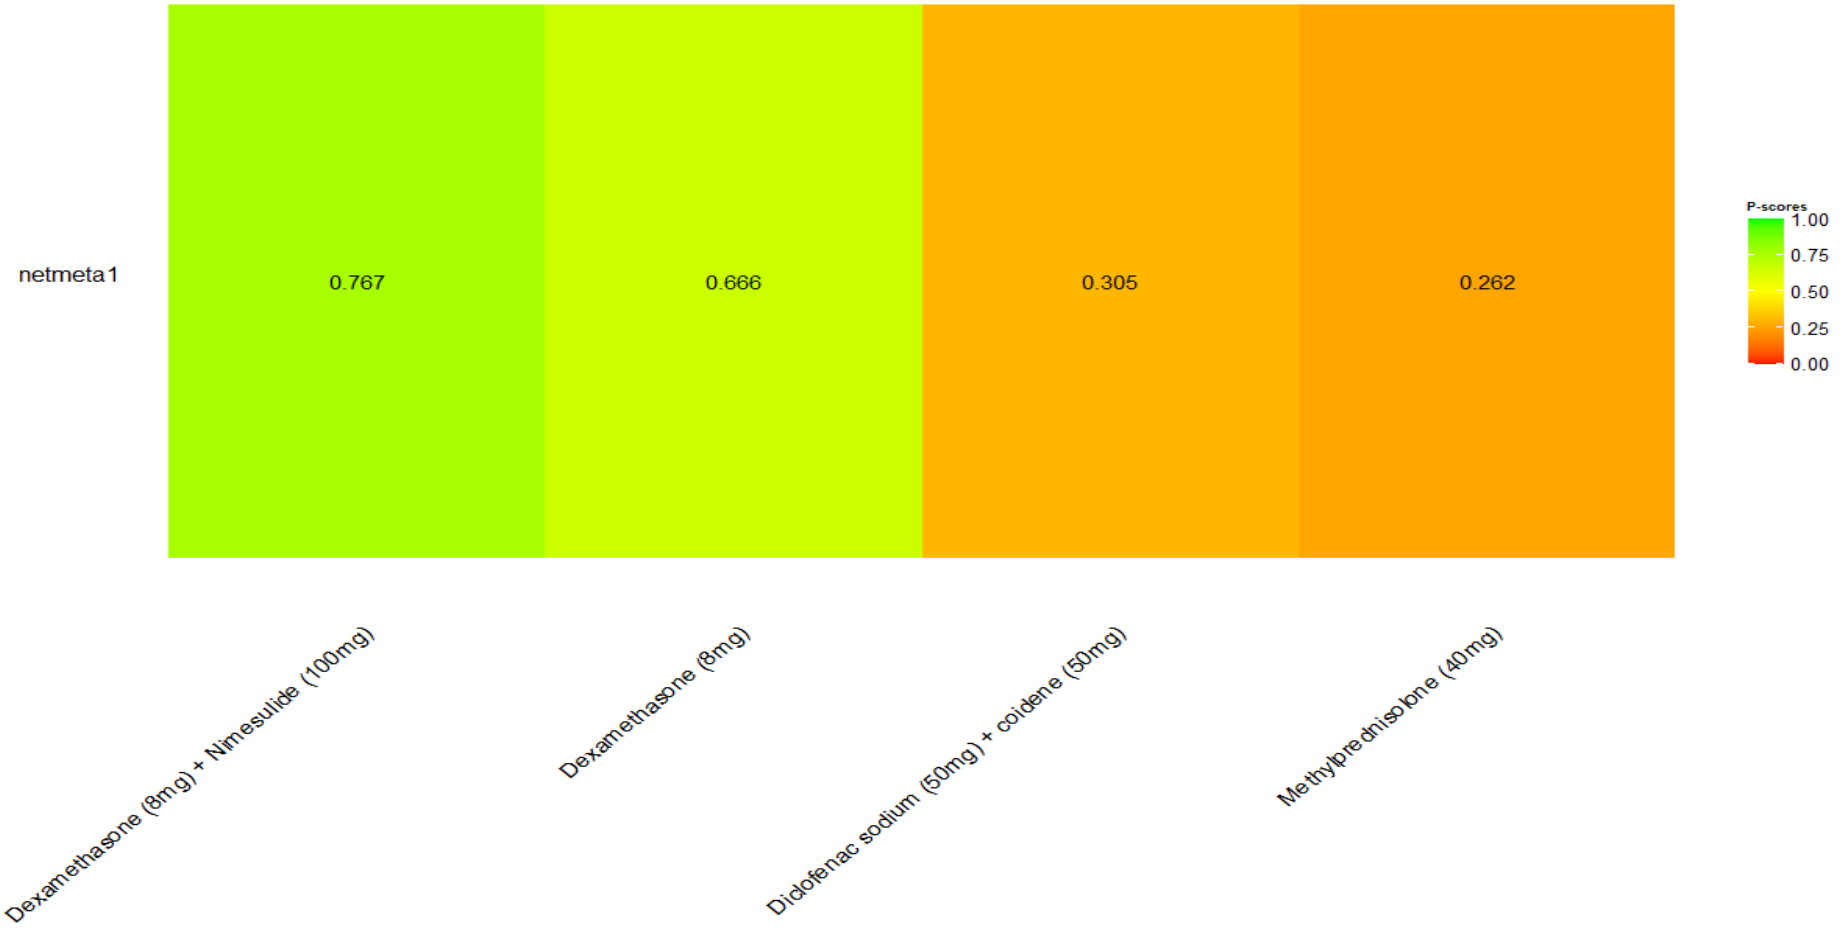 P-scores
1.00
0.75
0.50
0.25
0.00
netmeta1
0.767
0.666
0.305
0.262
Dexamethasone (8mg) + Nimesulide (100mg)
Dexamethasone (8mg)
Diclofenac sodium (50mg) + coidene (50mg)
Methylprednisolone (40mg)